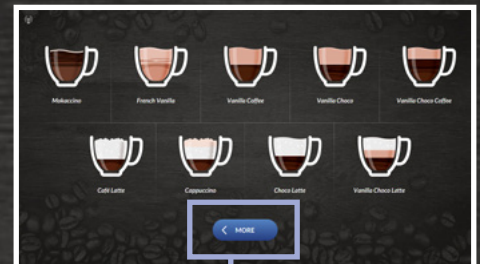 Mokaccino French Vanilla Vanilla Coffee Vanilla Choco Vanilla Choco Coffee
Café Latte Cappuccino Choco Latte Vanilla Choco Latte
MORE